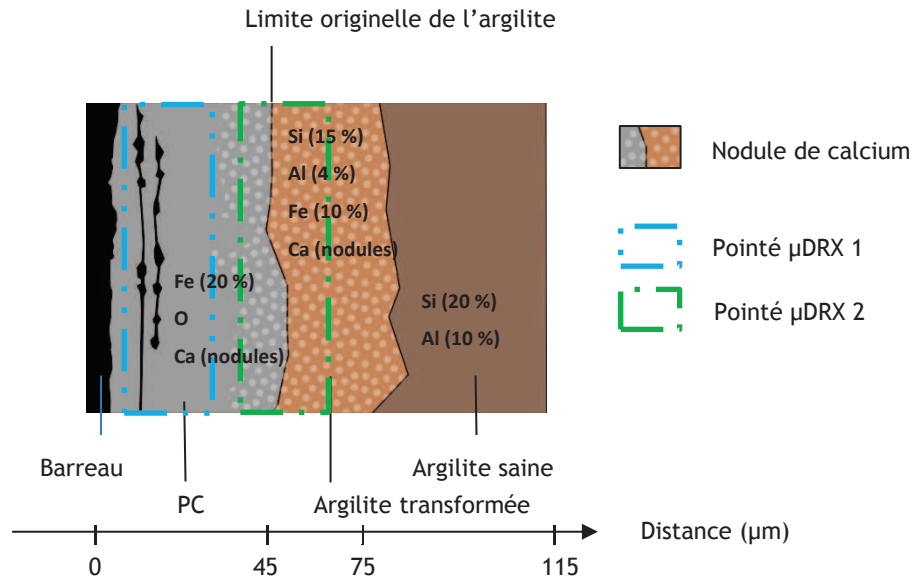 Limite originelle de l’argilite
Si (15 %)
Al (4 %)
Fe (10 %)
Ca (nodules)
Fe (20 %)
O
Ca (nodules)
Si (20 %)
Al (10 %)
Nodule de calcium
Pointé µDRX 1
Pointé µDRX 2
Barreau
Argilite saine
PC
Argilite transformée
Distance (µm)
0
45
75
115